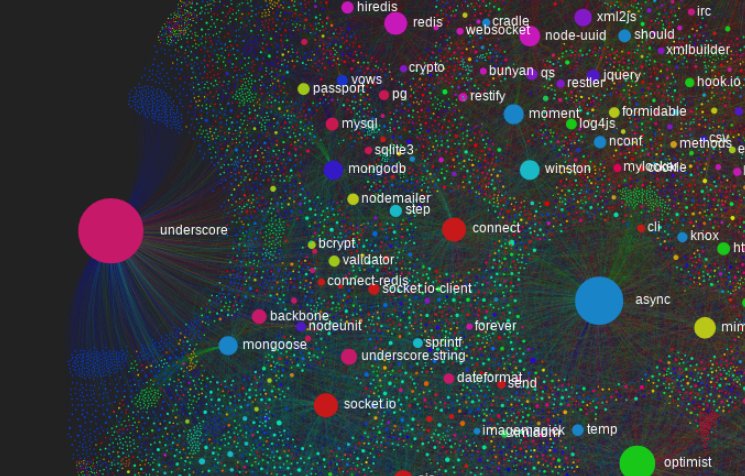 hiredis
redis
cradle
xml2js
irc
websocket
node-uuid
should
xmlbuilder
crypto
bunyan
qs
jquery
vows
restler
hook.io
passport
pg
restify
moment
formidable
mysql
log4js
nconf
csv
methods
sqlite3
mongodb
winston
nodemailer
step
underscore
connect
cli
knox
bcrypt
validator
connect-redis
socket.io-client
async
backbone
nodeunit
forever
mongoose
sprintf
underscore.string
dateformat
send
socket.io
imagemagick
xmldom
temp
optimist